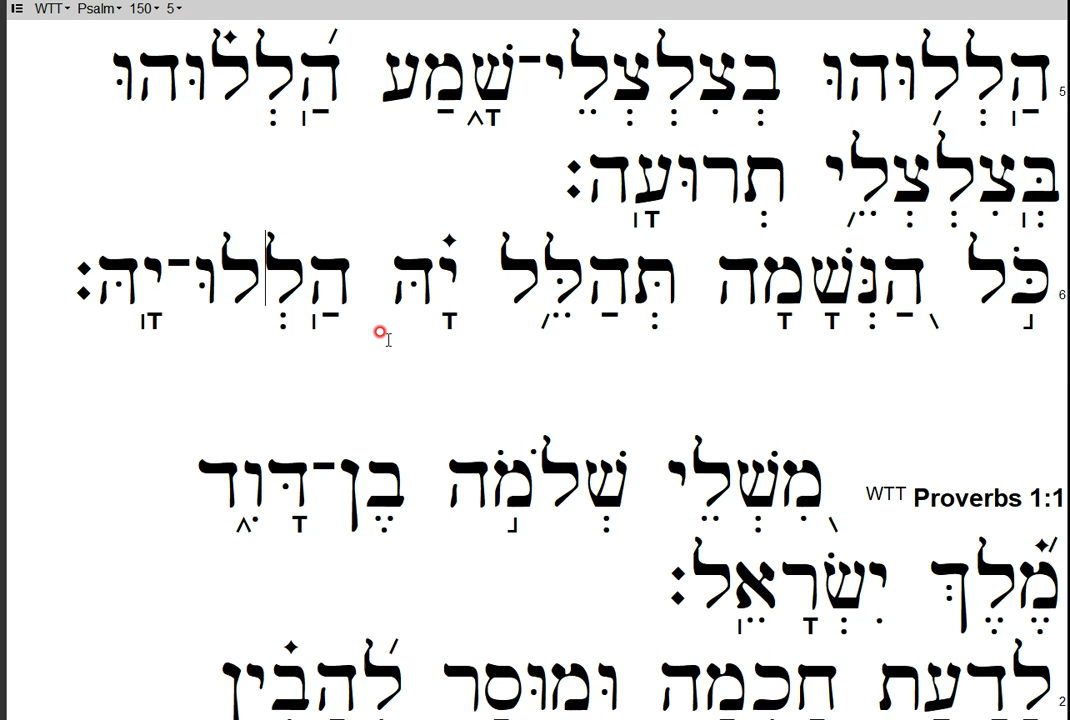 WTT Psalm 150 5
5 הַֽלְל֥וּהוּ בְצִלְצְלֵי־שָׁ֑מַע הַֽ֝לְל֗וּהוּ
בְּֽצִלְצְלֵ֥י תְרוּעָֽה׃
6 כֹּ֣ל הַ֭נְּשָׁמָה תְּהַלֵּ֥ל יָ֗הּ הַֽלְלוּ־יָֽהּ׃
WTT Proverbs 1:1 מִ֭שְׁלֵי שְׁלֹמֹ֣ה בֶן־דָּוִ֑ד
מֶ֝֗לֶךְ יִשְׂרָאֵֽל׃
2 לָדַ֣עַת חָכְמָ֣ה וּמוּסָ֑ר לְ֝הָבִ֗ין